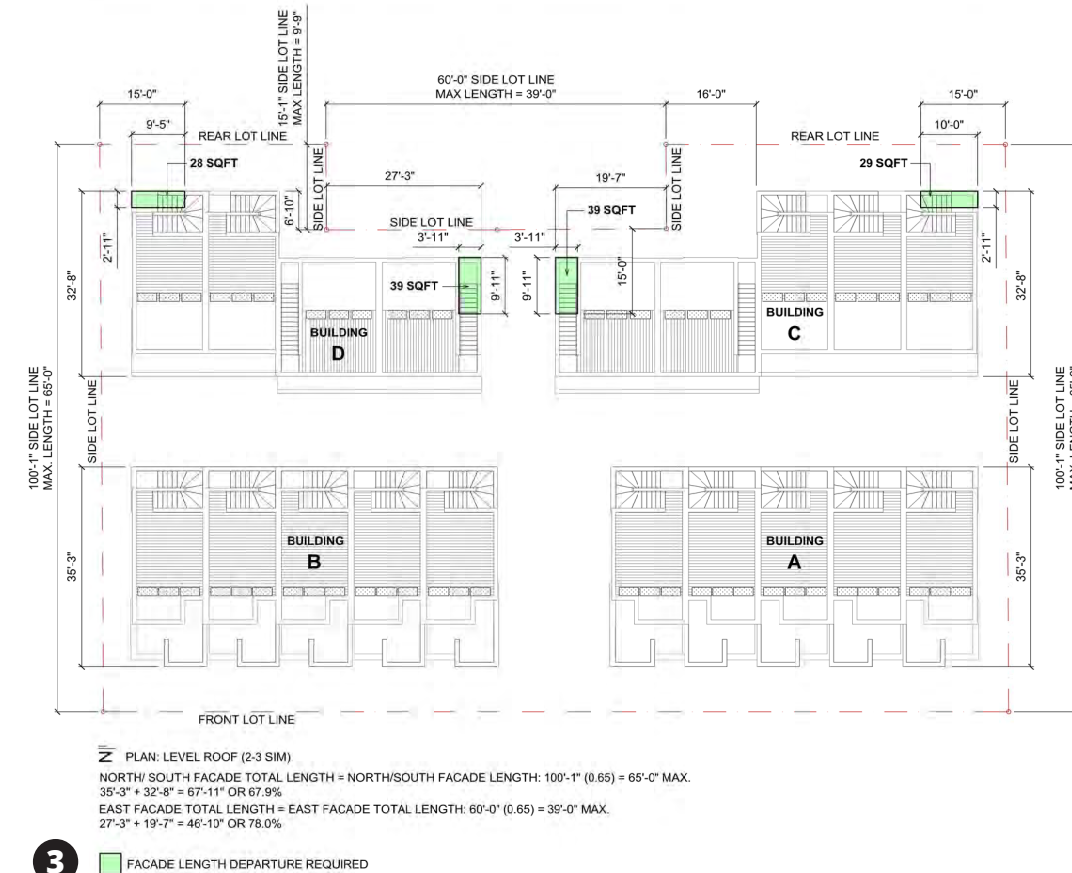 15'-1" SIDE LOT LINE
MAX LENGTH = 9'-9"
60'-0" SIDE LOT LINE
MAX LENGTH = 39'-0"
15'-0"
16'-0"
15'-0"
9'-5"
10'-0"
REAR LOT LINE
REAR LOT LINE
28 SQFT
29 SQFT
SIDE LOT LINE
SIDE LOT LINE
27'-3"
19'-7"
39 SQFT
6'-10"
SIDE LOT LINE
3'-11"
3'-11"
2'-11"
2'-11"
15'-0"
32'-8"
32'-8"
39 SQFT
9'-11"
9'-11"
BUILDING
D
BUILDING
C
100'-1" SIDE LOT LINE
MAX. LENGTH = 65'-0"
SIDE LOT LINE
SIDE LOT LINE
100'-1" SIDE LOT LINE
35'-3"
BUILDING
B
BUILDING
A
35'-3"
FRONT LOT LINE
N PLAN: LEVEL ROOF (2-3 SIM)
NORTH/ SOUTH FACADE TOTAL LENGTH = NORTH/SOUTH FACADE LENGTH: 100'-1" (0.65) = 65'-0" MAX.
35'-3" + 32'-8" = 67'-11" OR 67.9%
EAST FACADE TOTAL LENGTH = EAST FACADE TOTAL LENGTH: 60'-0" (0.65) = 39'-0" MAX.
27'-3" + 19'-7" = 46'-10" OR 78.0%
3
FACADE LENGTH DEPARTURE REQUIRED